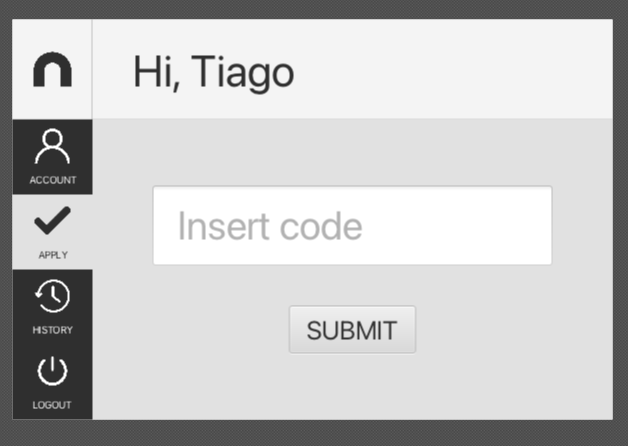 Hi, Tiago
ACCOUNT
APPLY
HISTORY
LOGOUT
Insert code
SUBMIT